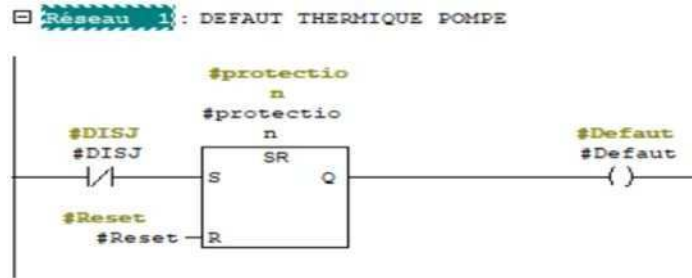 Réseau 1: DEFAUT THERMIQUE POMPE
#protectio
n
#protectio
n
#DISJ
#DISJ
SR
S
Q
#Defaut
#Defaut
#Reset
#Reset
R